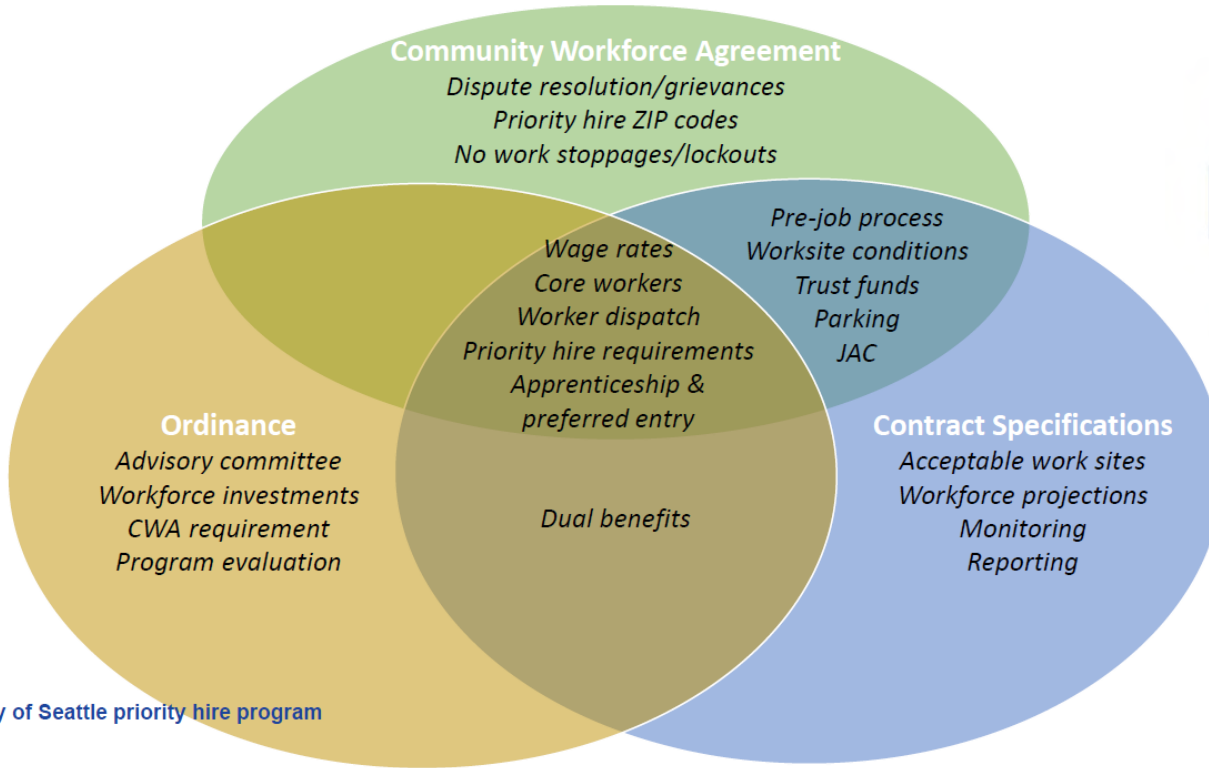 Community Workforce Agreement
Dispute resolution/grievances
Priority hire ZIP codes
No work stoppages/lockouts
Pre-job process
Worksite conditions
Trust funds
Parking
JAC
Wage rates
Core workers
Worker dispatch
Priority hire requirements
Apprenticeship &
preferred entry
Ordinance
Advisory committee
Workforce investments
CWA requirement
Program evaluation
Dual benefits
Contract Specifications
Acceptable work sites
Workforce projections
Monitoring
Reporting
y of Seattle priority hire program